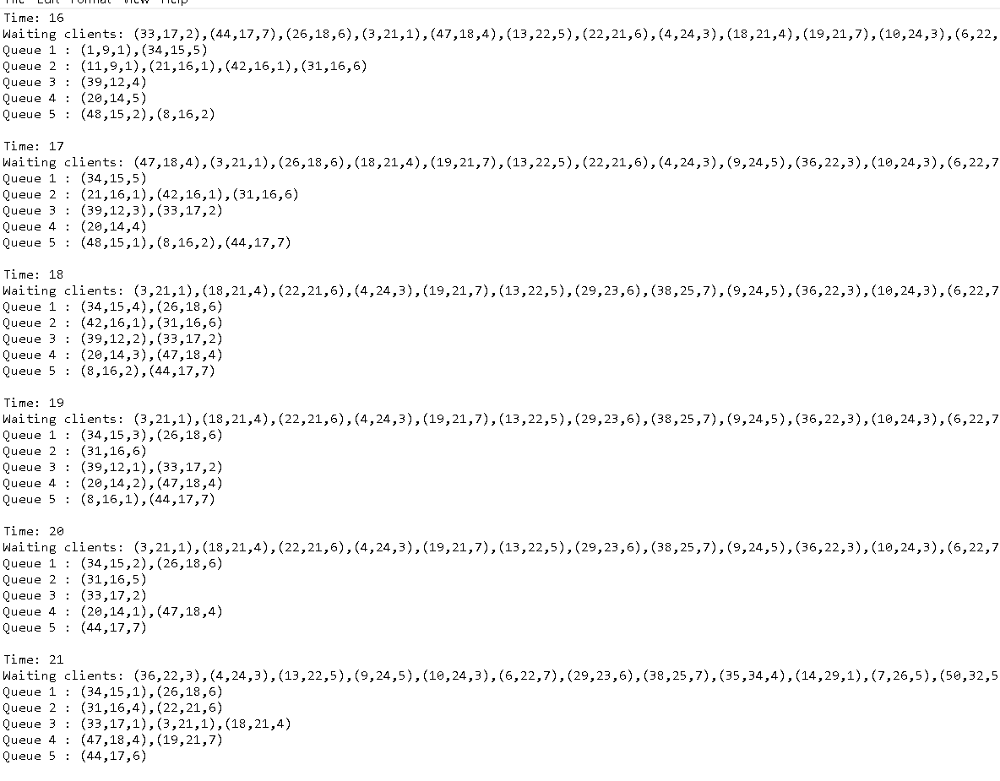 File Edit Format View Help
Time: 16
Waiting clients: (33,17,2),(44,17,7),(26,18,6),(3,21,1),(47,18,4),(13,22,5),(22,21,6),(4,24,3),(18,21,4),(19,21,7),(10,24,3),(6,22,
Queue 1 : (1,9,1),(34,15,5)
Queue 2 : (11,9,1),(21,16,1),(42,16,1),(31,16,6)
Queue 3 : (39,12,4)
Queue 4 : (20,14,5)
Queue 5 : (48,15,2),(8,16,2)
Time: 17
Waiting clients: (47,18,4),(3,21,1),(26,18,6),(18,21,4),(19,21,7),(13,22,5),(22,21,6),(4,24,3),(9,24,5),(36,22,3),(10,24,3),(6,22,7
Queue 1 : (34,15,5)
Queue 2 : (21,16,1),(42,16,1),(31,16,6)
Queue 3 : (39,12,3),(33,17,2)
Queue 4 : (20,14,4)
Queue 5 : (48,15,1),(8,16,2),(44,17,7)
Time: 18
Waiting clients: (3,21,1),(18,21,4),(22,21,6),(4,24,3),(19,21,7),(13,22,5),(29,23,6),(38,25,7),(9,24,5),(36,22,3),(10,24,3),(6,22,7
Queue 1 : (34,15,4),(26,18,6)
Queue 2 : (42,16,1),(31,16,6)
Queue 3 : (39,12,2),(33,17,2)
Queue 4 : (20,14,3),(47,18,4)
Queue 5 : (8,16,2),(44,17,7)
Time: 19
Waiting clients: (3,21,1),(18,21,4),(22,21,6),(4,24,3),(19,21,7),(13,22,5),(29,23,6),(38,25,7),(9,24,5),(36,22,3),(10,24,3),(6,22,7
Queue 1 : (34,15,3),(26,18,6)
Queue 2 : (31,16,6)
Queue 3 : (39,12,1),(33,17,2)
Queue 4 : (20,14,2),(47,18,4)
Queue 5 : (8,16,1),(44,17,7)
Time: 20
Waiting clients: (3,21,1),(18,21,4),(22,21,6),(4,24,3),(19,21,7),(13,22,5),(29,23,6),(38,25,7),(9,24,5),(36,22,3),(10,24,3),(6,22,7
Queue 1 : (34,15,2),(26,18,6)
Queue 2 : (31,16,5)
Queue 3 : (33,17,2)
Queue 4 : (20,14,1),(47,18,4)
Queue 5 : (44,17,7)
Time: 21
Waiting clients: (36,22,3),(4,24,3),(13,22,5),(9,24,5),(10,24,3),(6,22,7),(29,23,6),(38,25,7),(35,34,4),(14,29,1),(7,26,5),(50,32,5
Queue 1 : (34,15,1),(26,18,6)
Queue 2 : (31,16,4),(22,21,6)
Queue 3 : (33,17,1),(3,21,1),(18,21,4)
Queue 4 : (47,18,4),(19,21,7)
Queue 5 : (44,17,6)